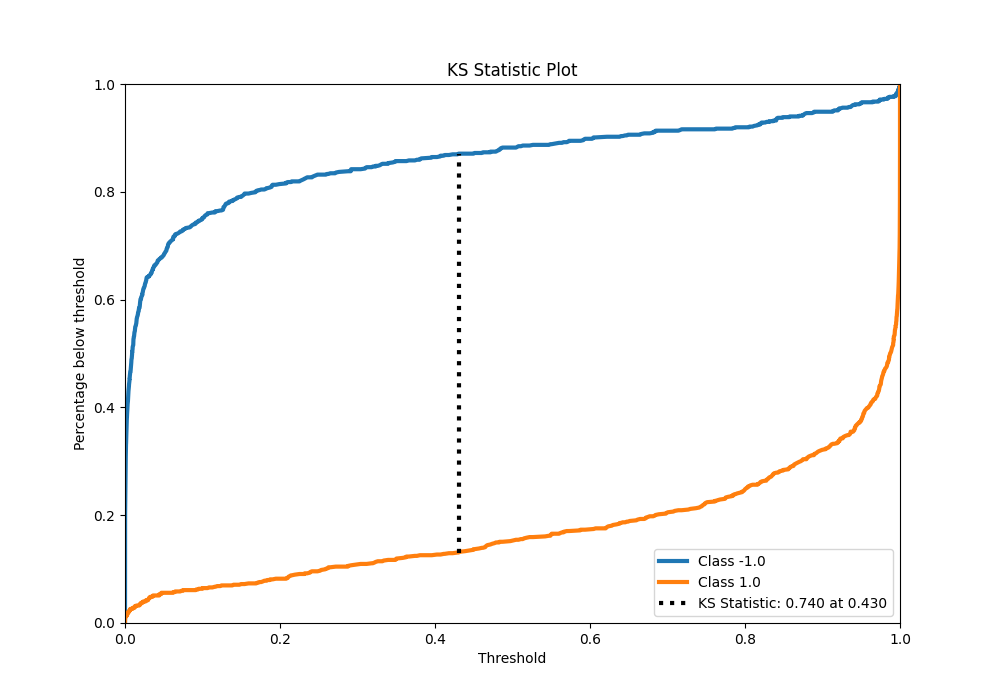 KS Statistic Plot
1.0
0.8
0.6
0.4
0.2
0.0
Percentage below threshold
0.0 0.2 0.4 0.6 0.8 1.0
Threshold
Class -1.0
Class 1.0
KS Statistic: 0.740 at 0.430